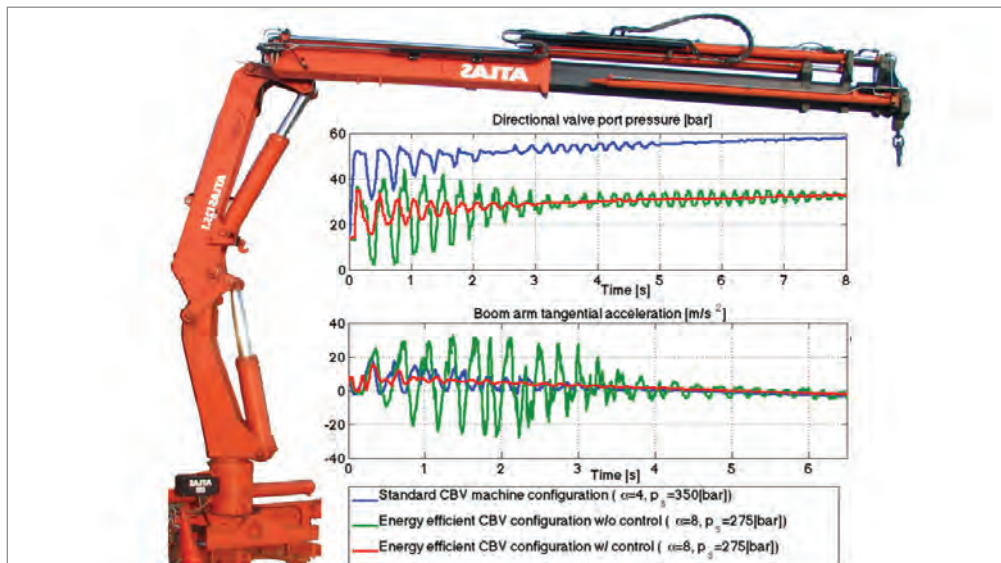 ATLAS
ATLAS
ATLAS
Directional valve port pressure [bar]
60
40
20
0
0 1 2 3 4 5 6 7 8
Time [s]
Boom arm tangential acceleration [m/s ²]
40
20
0
-20
-40
0 1 2 3 4 5 6
Time [s]
Standard CBV machine configuration ( α=4, pₛ=350[bar])
Energy efficient CBV configuration w/o control ( α=8, pₛ=275[bar])
Energy efficient CBV configuration w/ control ( α=8, pₛ=275[bar])